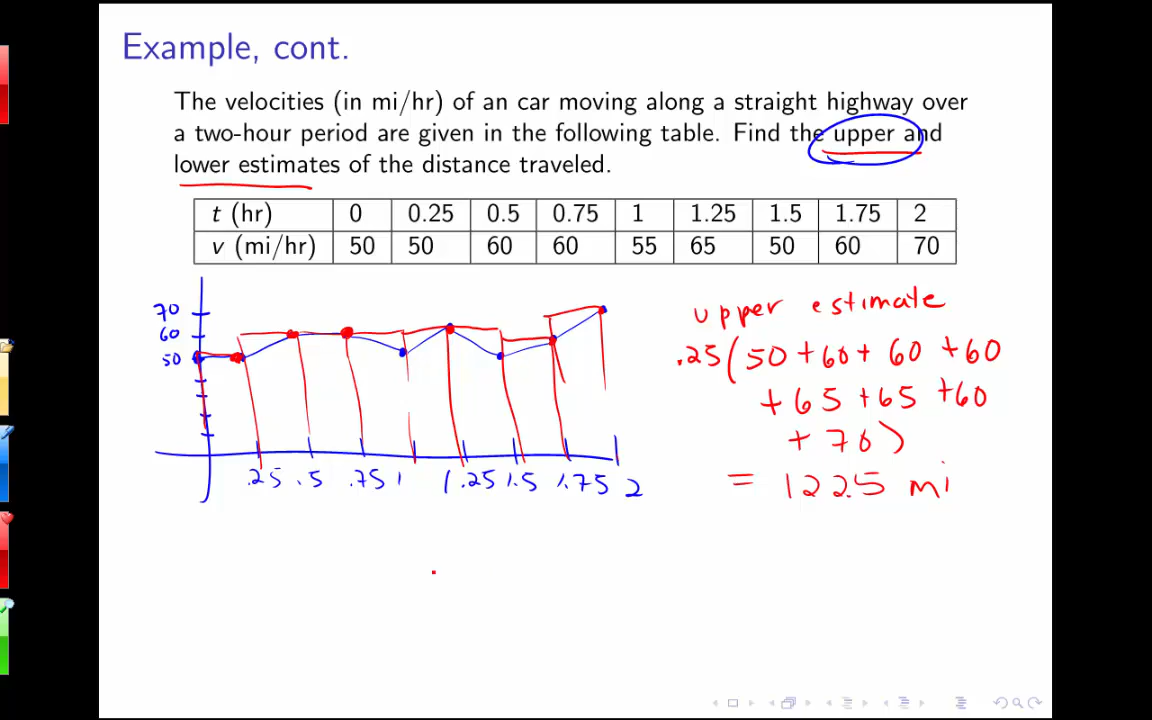 Example, cont.
The velocities (in mi/hr) of an car moving along a straight highway over
a two-hour period are given in the following table. Find the upper and
lower estimates of the distance traveled.
t (hr) 0 0.25 0.5 0.75 1 1.25 1.5 1.75 2
v (mi/hr) 50 50 60 60 55 65 50 60 70
70
60
50
.25 .5 .75 1 1.25 1.5 1.75 2
upper estimate
.25(50+60+60+60
+65+65+60
+70)
= 122.5 mi